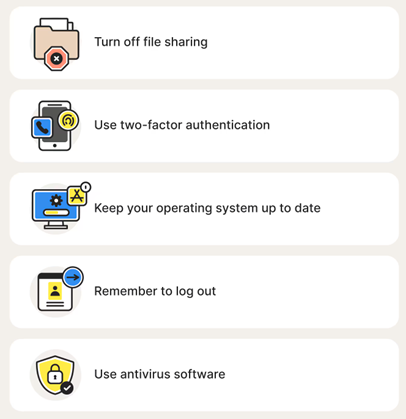 Turn off file sharing
Use two-factor authentication
Keep your operating system up to date
Remember to log out
Use antivirus software